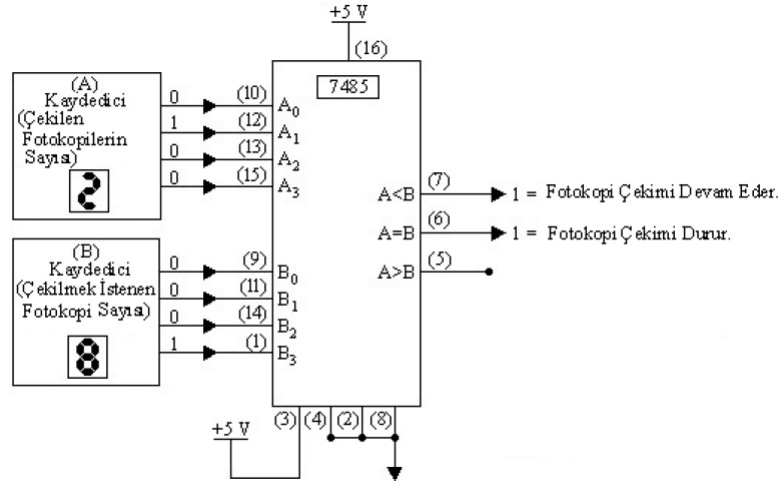 +5 V
(16)
7485
(A)
Kaydedici
(Çekilen
Fotokopilerin
Sayısı)
2
0 (10) A0
1 (12) A1
0 (13) A2
0 (15) A3
A<B (7) 1 = Fotokopi Çekimi Devam Eder.
A=B (6) 1 = Fotokopi Çekimi Durur.
A>B (5)
(B)
Kaydedici
(Çekilmek İstenen
Fotokopi Sayısı)
8
0 (9) B0
0 (11) B1
0 (14) B2
1 (1) B3
(3) (4) (2) (8)
+5 V